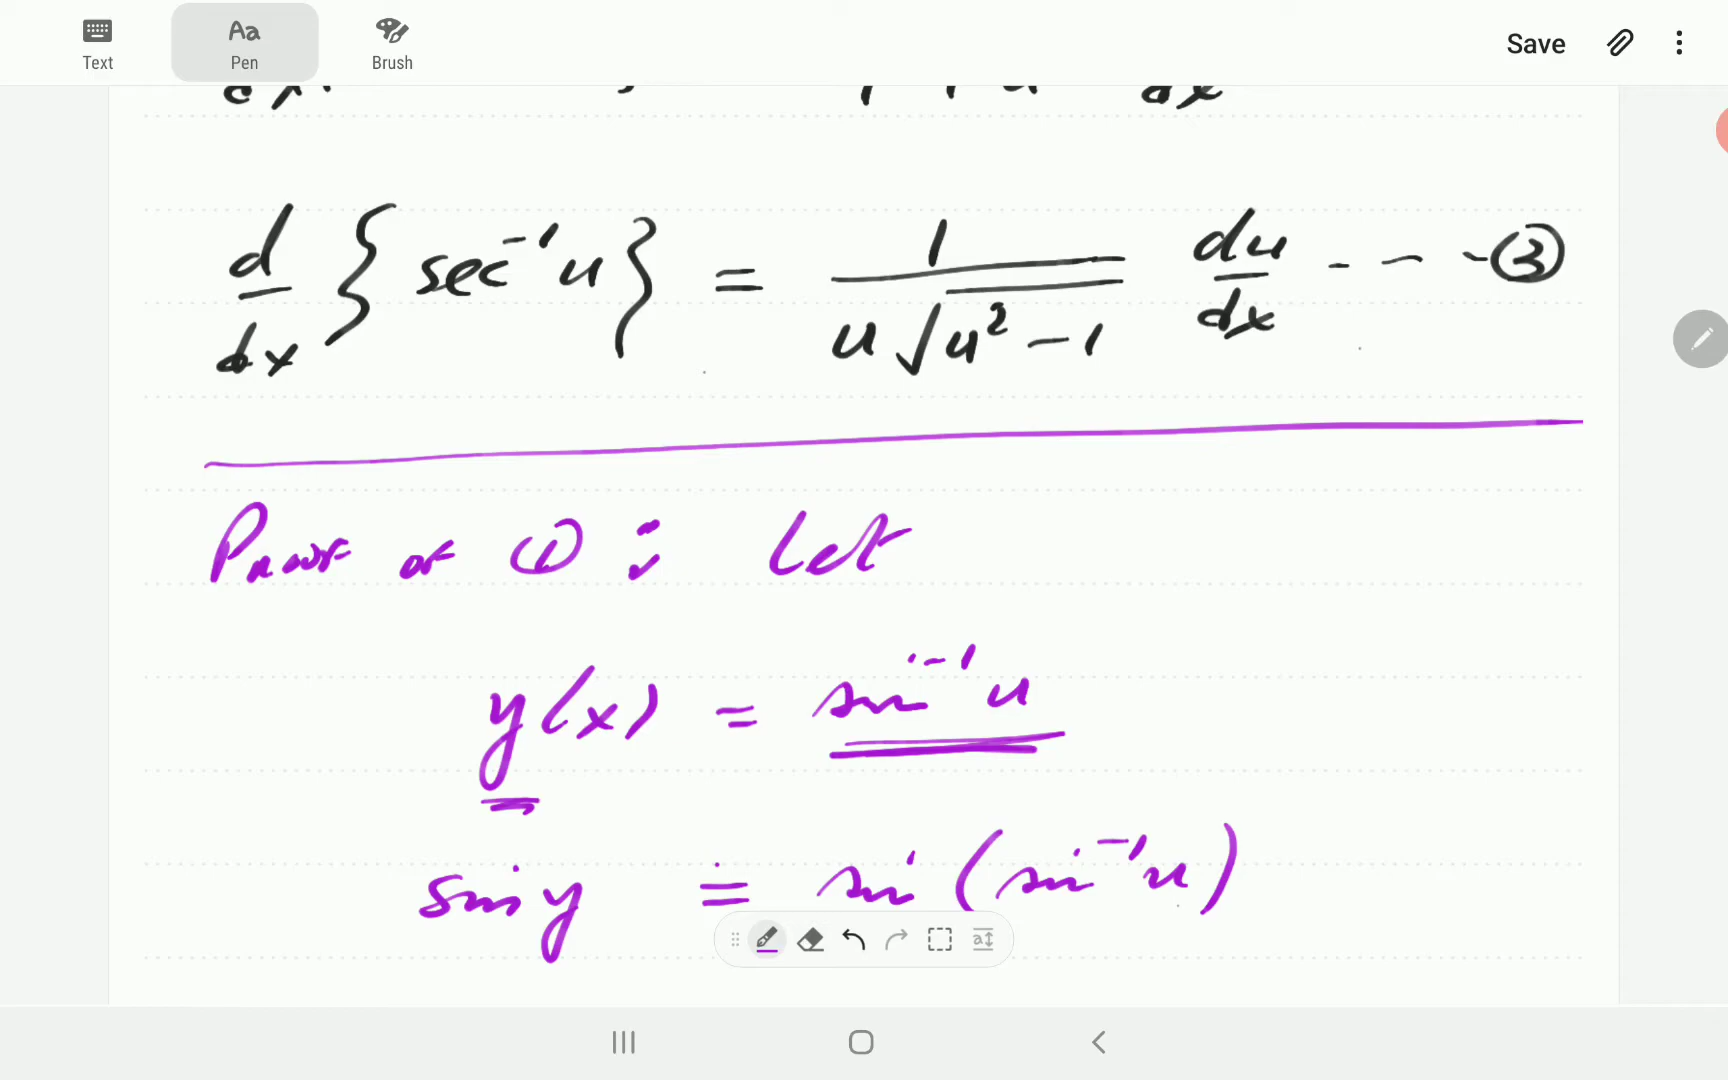 Text Pen Brush Save
d/dx {sec⁻¹u} = 1/(u√(u²-1)) du/dx - - - ③
Proof of ①: Let
y(x) = sin⁻¹u
sin y = sin(sin⁻¹u)